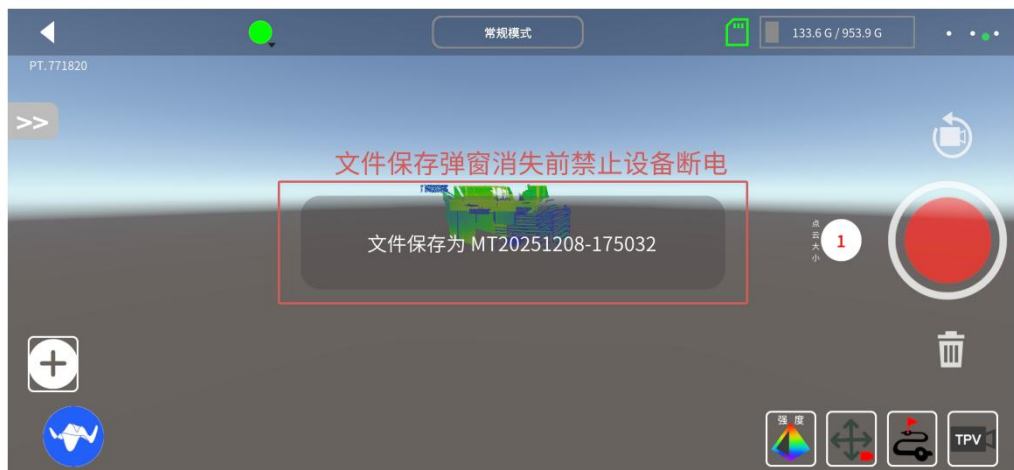 常规模式
133.6 G / 953.9 G
PT.771820
>>
文件保存弹窗消失前禁止设备断电
文件保存为 MT20251208-175032
点云大小
1
强度
TPV